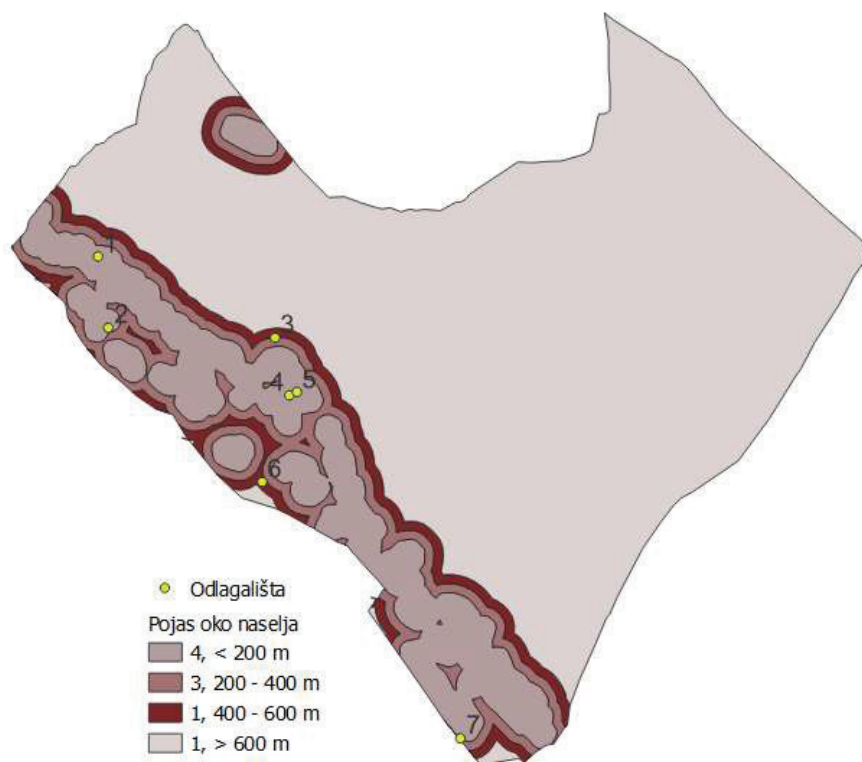 1
2
3
4 5
6
7
Odlagališta
Pojas oko naselja
4, < 200 m
3, 200 - 400 m
1, 400 - 600 m
1, > 600 m